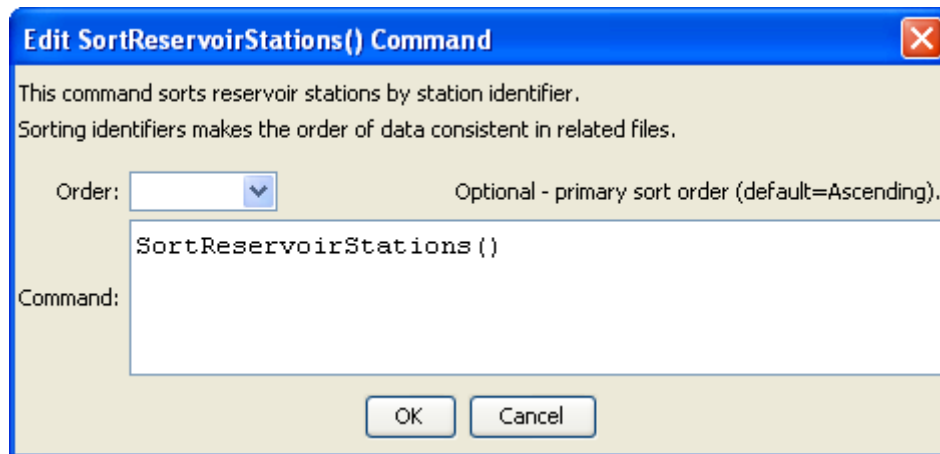 Edit SortReservoirStations() Command
This command sorts reservoir stations by station identifier.
Sorting identifiers makes the order of data consistent in related files.
Order: Optional - primary sort order (default=Ascending).
SortReservoirStations()
Command:
OK Cancel